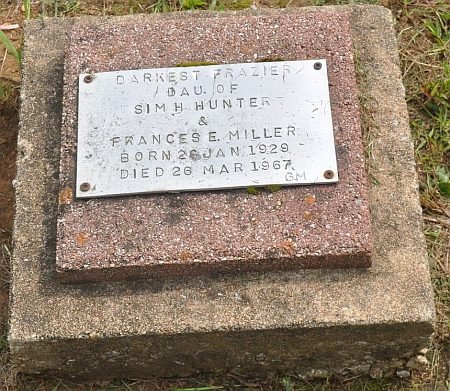 DARKEST FRAZIER
DAU. OF
SIM H. HUNTER
&
FRANCES E. MILLER
BORN 26 JAN. 1929
DIED 26 MAR 1967
GM